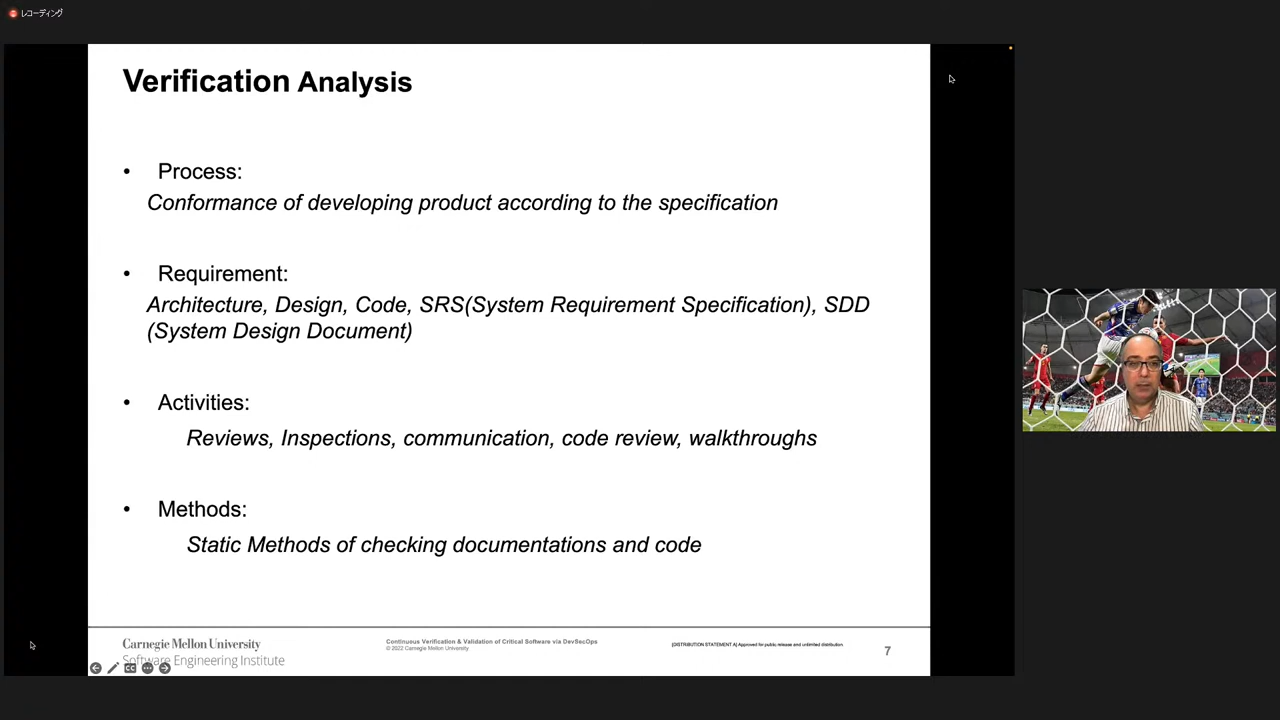 レコーディング
Verification Analysis
• Process:
Conformance of developing product according to the specification
• Requirement:
Architecture, Design, Code, SRS(System Requirement Specification), SDD
(System Design Document)
• Activities:
Reviews, Inspections, communication, code review, walkthroughs
• Methods:
Static Methods of checking documentations and code
Carnegie Mellon University
Software Engineering Institute
Continuous Verification & Validation of Critical Software via DevSecOps
© 2022 Carnegie Mellon University
[DISTRIBUTION STATEMENT A] Approved for public release and unlimited distribution
7
CC